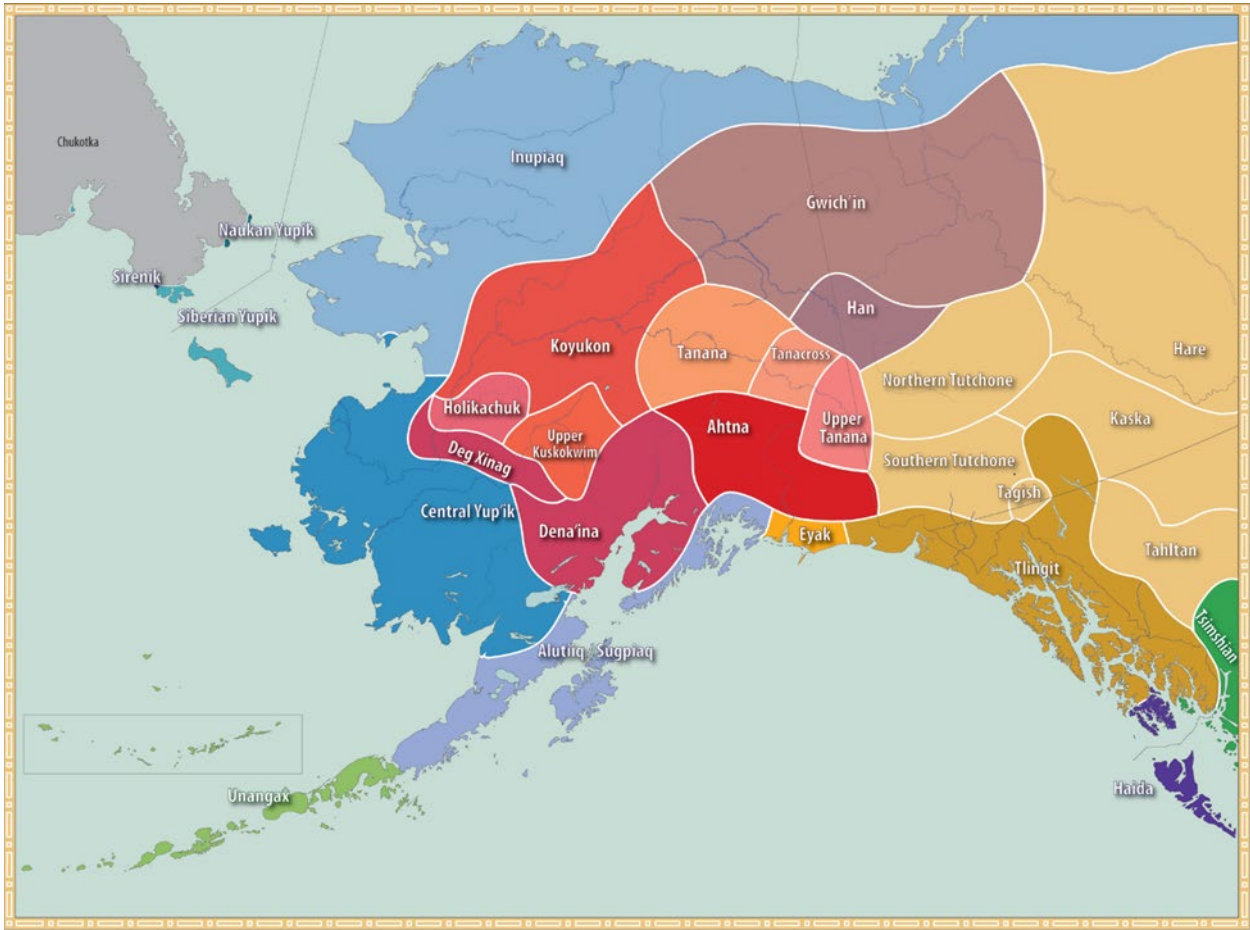 Chukotka
Inupiaq
Naukan Yupik
Sirenik
Siberian Yupik
Gwich'in
Han
Koyukon
Tanana
Tanacross
Hare
Northern Tutchone
Holikachuk
Upper
Kuskokwim
Ahtna
Upper
Tanana
Kaska
Deg Xinag
Southern Tutchone
Tagish
Central Yup'ik
Dena'ina
Eyak
Tahltan
Tlingit
Tsimshian
Alutiiq Sugpiaq
Unangax̂
Haida